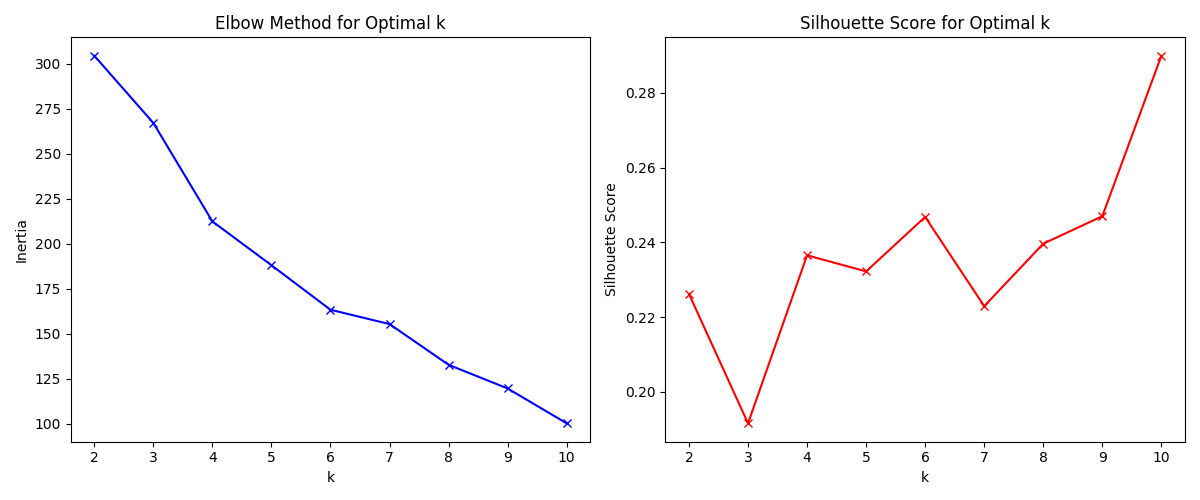 Elbow Method for Optimal k
300
275
250
225
200
175
150
125
100
Inertia
2 3 4 5 6 7 8 9 10
k
Silhouette Score for Optimal k
0.28
0.26
0.24
0.22
0.20
Silhouette Score
2 3 4 5 6 7 8 9 10
k